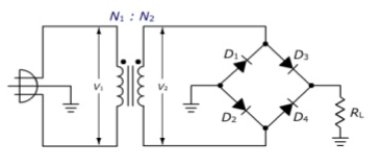 N₁ : N₂
D₁
D₃
V₁
V₂
D₂
D₄
R_L